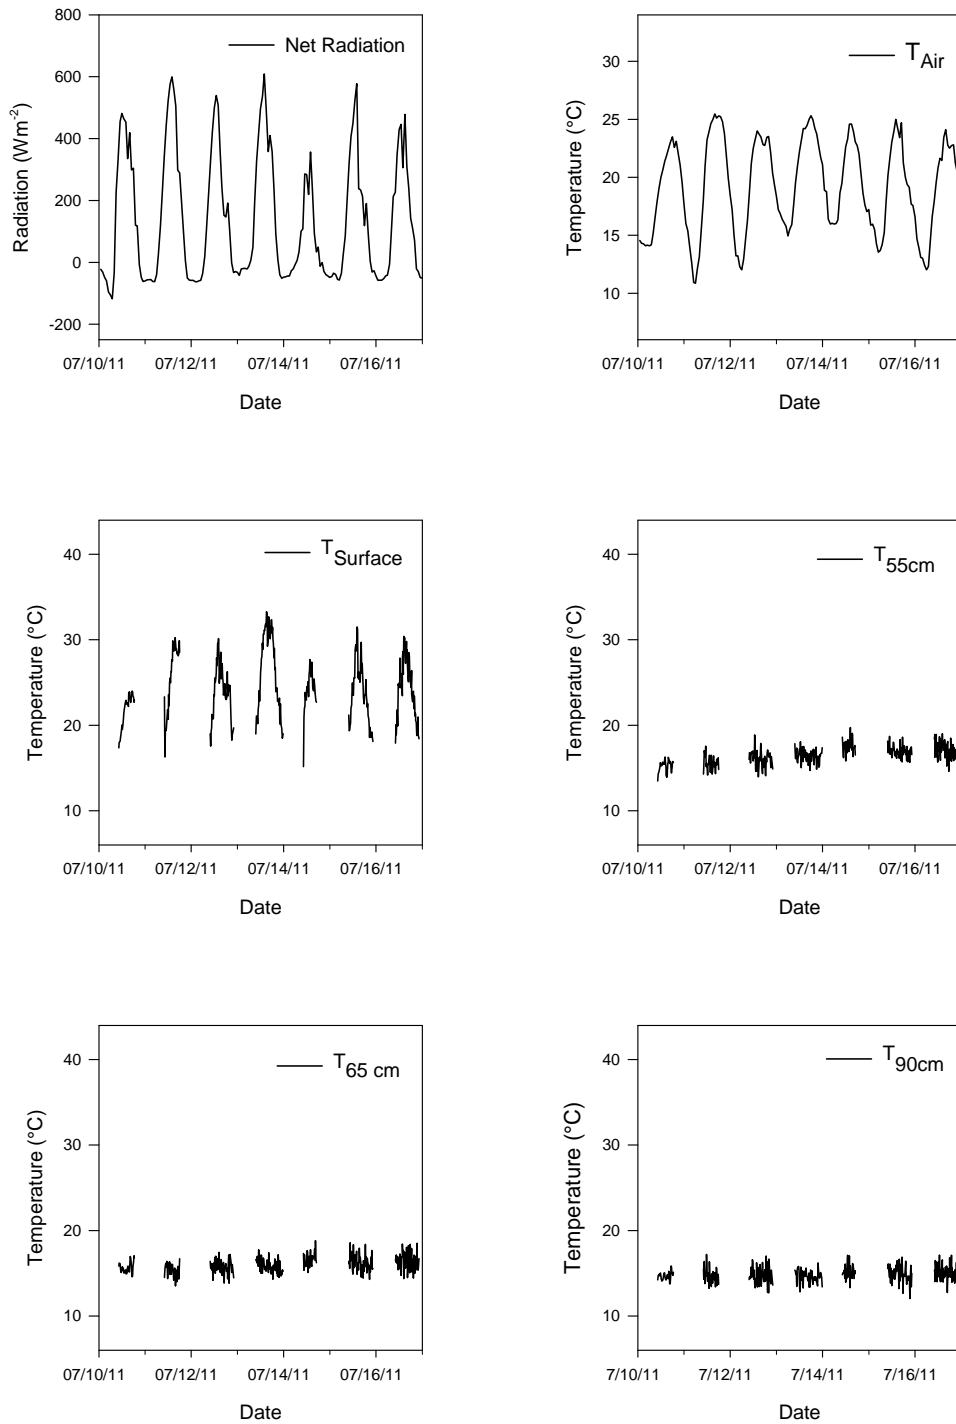 800
600
400
200
0
-200
Radiation (Wm-2)
Net Radiation
07/10/11 07/12/11 07/14/11 07/16/11
Date
30
25
20
15
10
Temperature (°C)
TAir
07/10/11 07/12/11 07/14/11 07/16/11
Date
40
30
20
10
Temperature (°C)
TSurface
07/10/11 07/12/11 07/14/11 07/16/11
Date
40
30
20
10
Temperature (°C)
T55cm
07/10/11 07/12/11 07/14/11 07/16/11
Date
40
30
20
10
Temperature (°C)
T65 cm
07/10/11 07/12/11 07/14/11 07/16/11
Date
40
30
20
10
Temperature (°C)
T90cm
7/10/11 7/12/11 7/14/11 7/16/11
Date